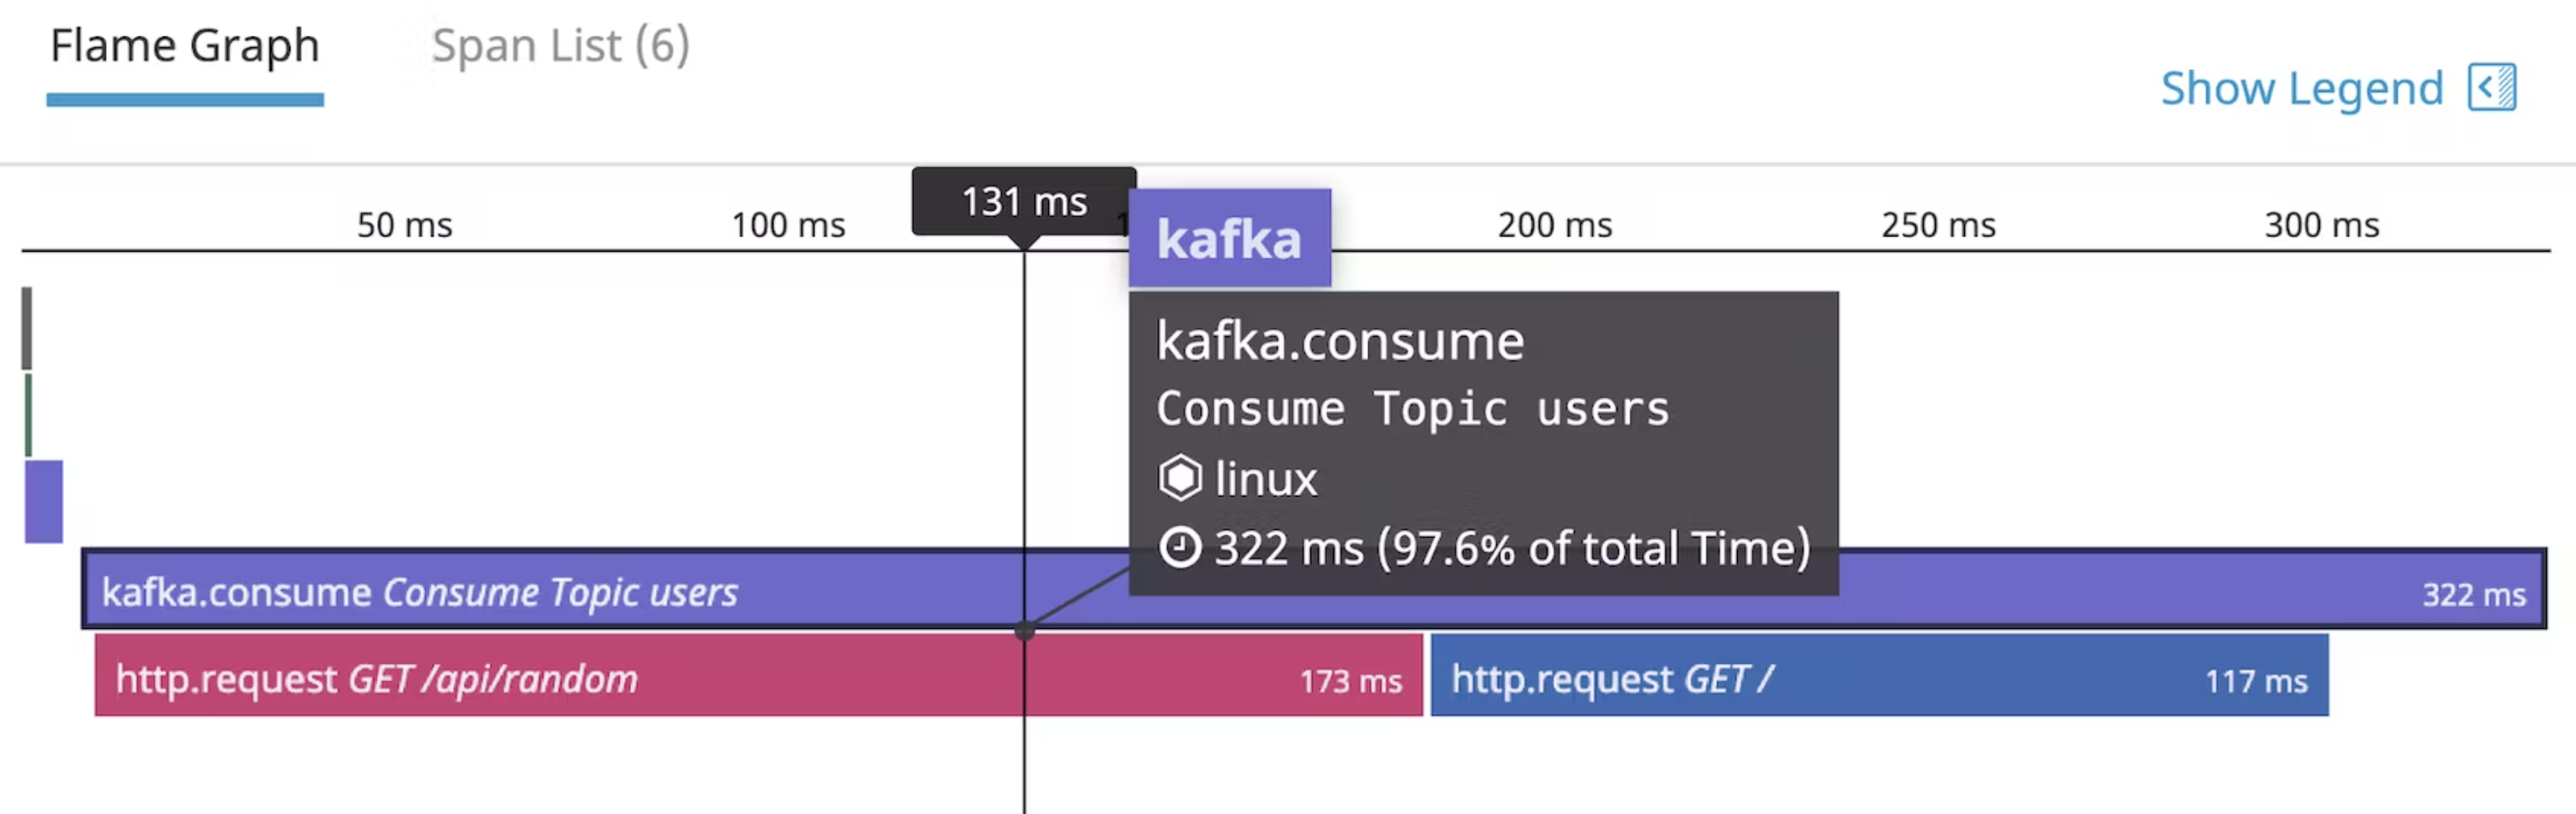 Flame Graph
Span List (6)
Show Legend
131 ms
50 ms
100 ms
200 ms
250 ms
300 ms
kafka
kafka.consume
Consume Topic users
linux
322 ms (97.6% of total Time)
kafka.consume Consume Topic users
322 ms
http.request GET /api/random
173 ms
http.request GET /
117 ms